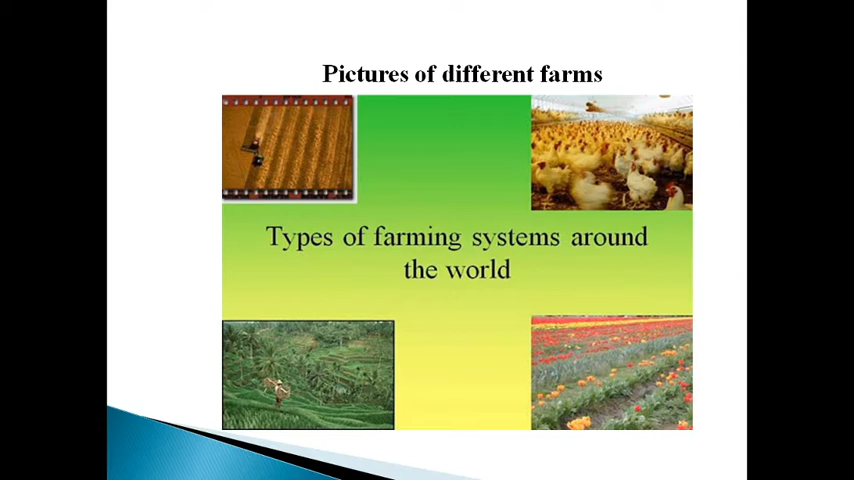 Pictures of different farms
Types of farming systems around
the world